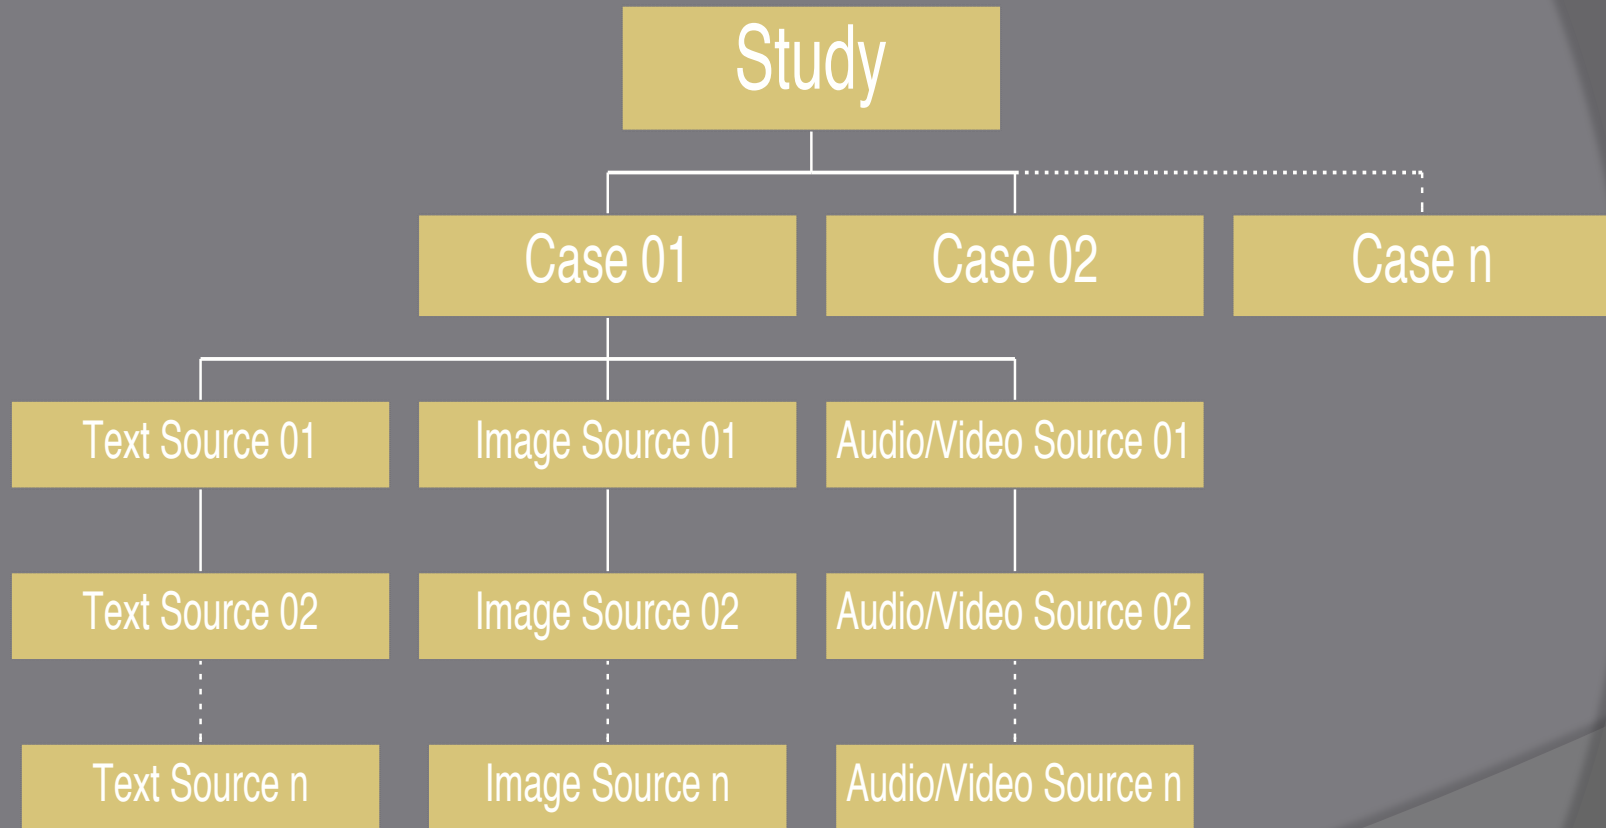 Study
Case 01
Case 02
Case n
Text Source 01
Image Source 01
Audio/Video Source 01
Text Source 02
Image Source 02
Audio/Video Source 02
Text Source n
Image Source n
Audio/Video Source n